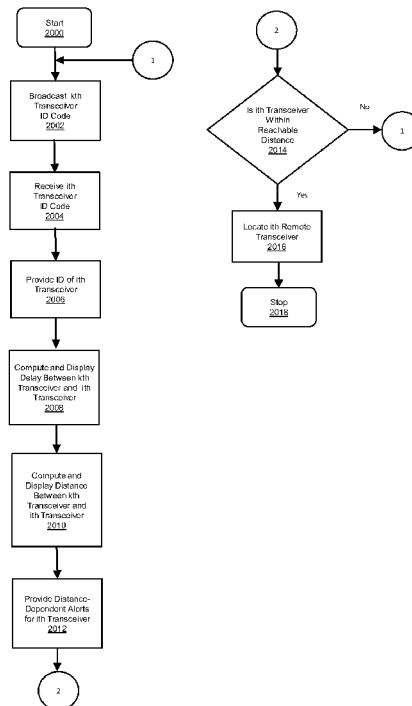 Start
2000
1
Broadcast kth
Transceiver
ID Code
2002
Receive ith
Transceiver
ID Code
2004
Provide ID of ith
Transceiver
2006
Compute and Display
Delay Between kth
Transceiver and ith
Transceiver
2008
Compute and
Display Distance
Between kth
Transceiver and
ith Transceiver
2010
Provide Distance-
Dependent Alerts
for ith Transceiver
2012
2
2
Is ith Transceiver
Within
Reachable
Distance
2014
No
1
Yes
Locate ith Remote
Transceiver
2016
Stop
2018